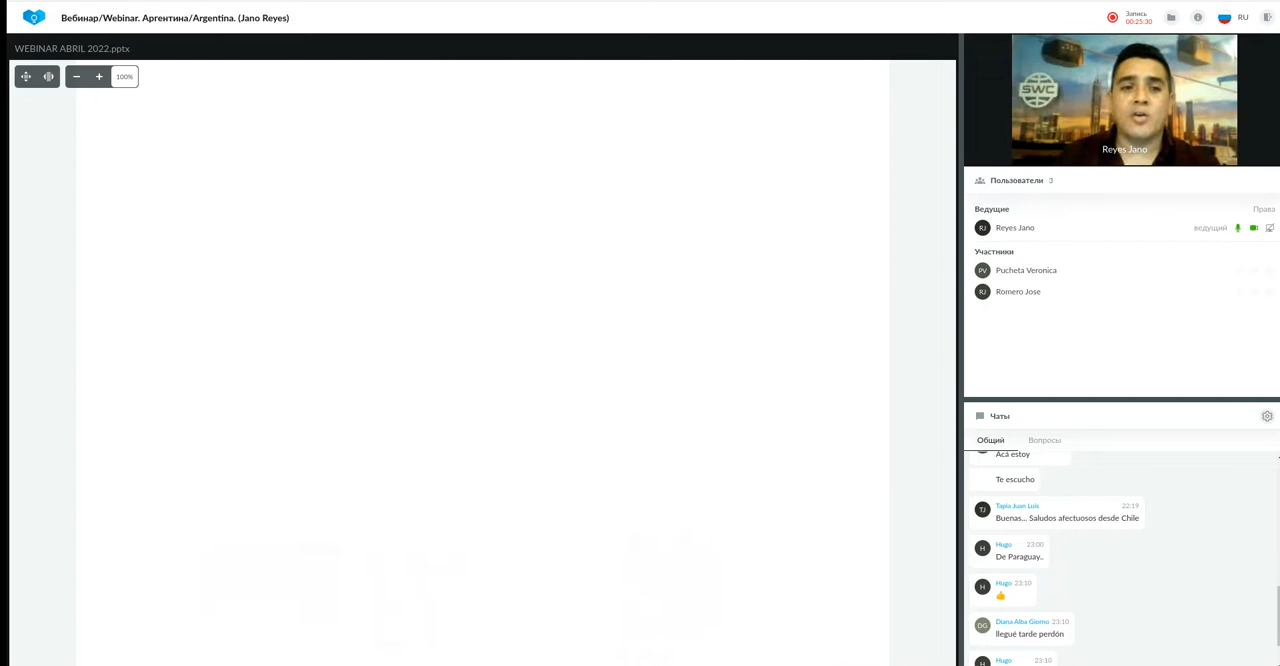 Вебинар/Webinar. Аргентина/Argentina. (Jano Reyes)
Запись
00:25:30
RU
WEBINAR ABRIL 2022.pptx
100%
SWC
Reyes Jano
Пользователи 3
Ведущие Права
RJ Reyes Jano ведущий
Участники
PV Pucheta Veronica
RJ Romero Jose
Чаты
Общий Вопросы
Acá estoy
Te escucho
TJ Tapia Juan Luis 22:19
Buenas... Saludos afectuosos desde Chile
H Hugo 23:00
De Paraguay..
H Hugo 23:10
👍
DG Diana Alba Giorno 23:10
llegué tarde perdón
H Hugo 23:10